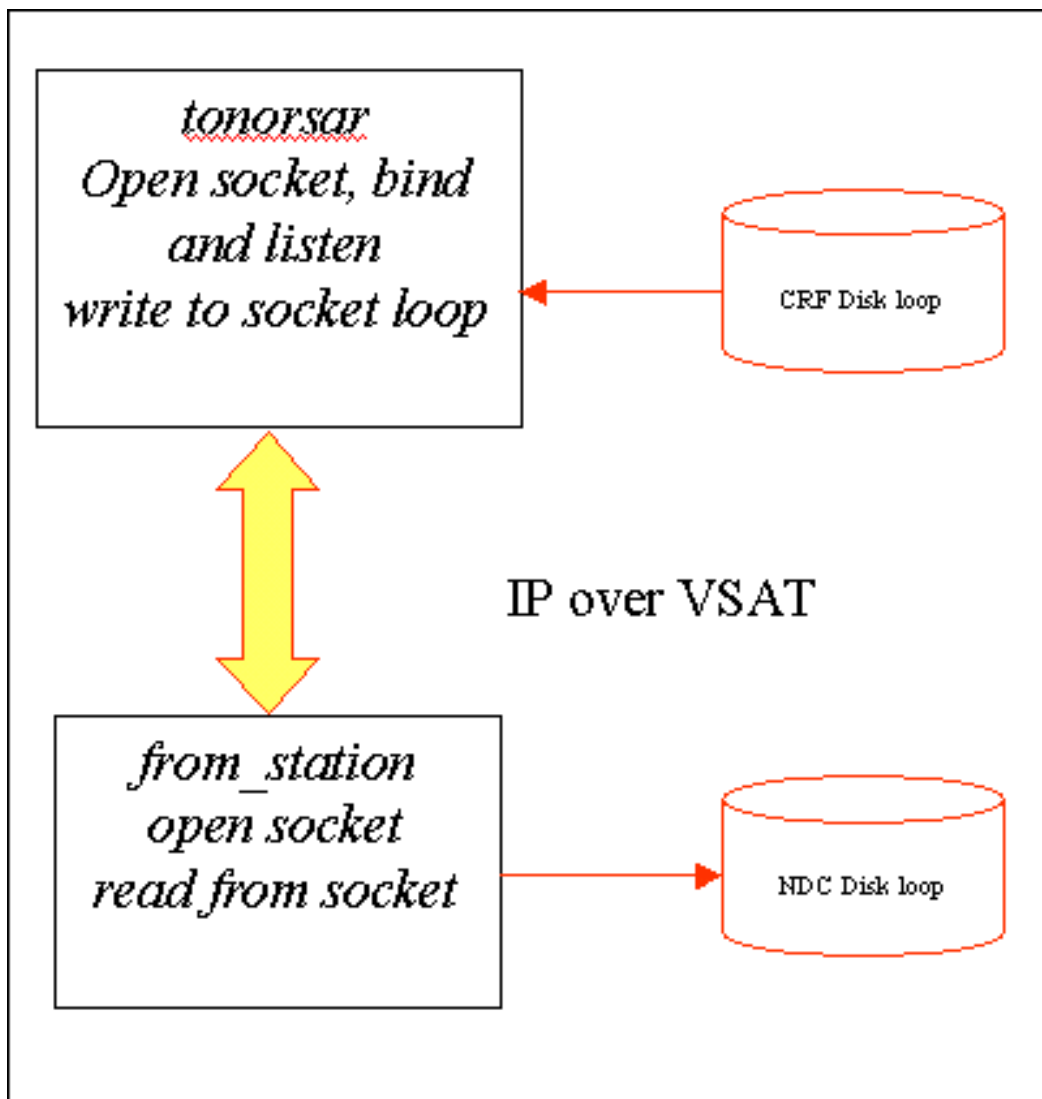 tonorsar
Open socket, bind
and listen
write to socket loop
CRF Disk loop
IP over VSAT
from_station
open socket
read from socket
NDC Disk loop